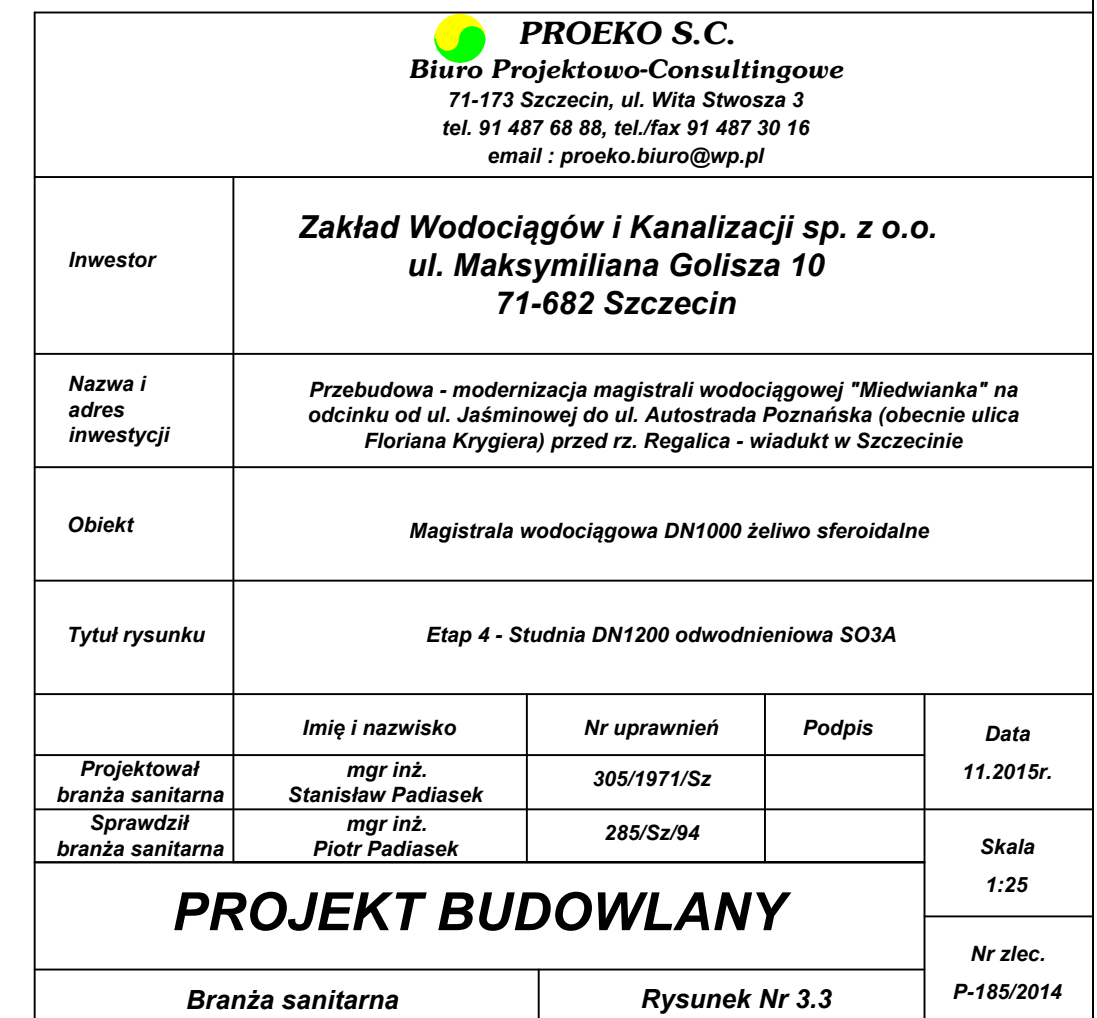 PROEKO S.C.
Biuro Projektowo-Consultingowe
71-173 Szczecin, ul. Wita Stwosza 3
tel. 91 487 68 88, tel./fax 91 487 30 16
email : proeko.biuro@wp.pl
Inwestor
Zakład Wodociągów i Kanalizacji sp. z o.o.
ul. Maksymiliana Golisza 10
71-682 Szczecin
Nazwa i
adres
inwestycji
Przebudowa - modernizacja magistrali wodociągowej "Miedwianka" na
odcinku od ul. Jaśminowej do ul. Autostrada Poznańska (obecnie ulica
Floriana Krygiera) przed rz. Regalica - wiadukt w Szczecinie
Obiekt
Magistrala wodociągowa DN1000 żeliwo sferoidalne
Tytuł rysunku
Etap 4 - Studnia DN1200 odwodnieniowa SO3A
Imię i nazwisko
Nr uprawnień
Podpis
Data
11.2015r.
Projektował
branża sanitarna
mgr inż.
Stanisław Padiasek
305/1971/Sz
Sprawdził
branża sanitarna
mgr inż.
Piotr Padiasek
285/Sz/94
Skala
1:25
PROJEKT BUDOWLANY
Nr zlec.
P-185/2014
Branża sanitarna
Rysunek Nr 3.3